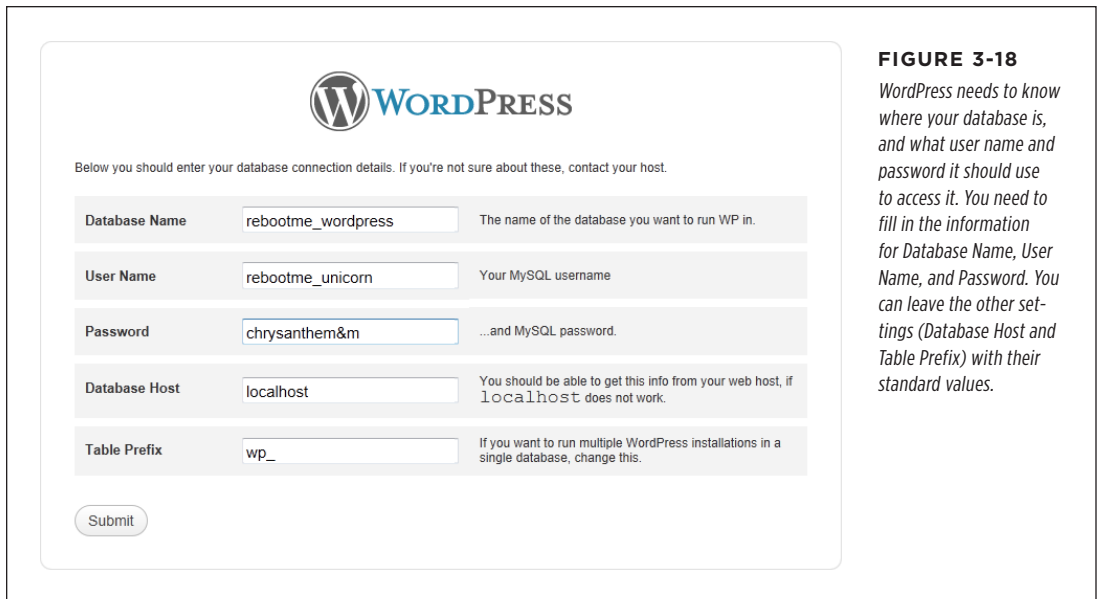 WORDPRESS
Below you should enter your database connection details. If you're not sure about these, contact your host.
Database Name
rebootme_wordpress
The name of the database you want to run WP in.
User Name
rebootme_unicorn
Your MySQL username
Password
chrysanthem&m
...and MySQL password.
Database Host
localhost
You should be able to get this info from your web host, if
localhost does not work.
Table Prefix
wp_
If you want to run multiple WordPress installations in a
single database, change this.
Submit
FIGURE 3-18
WordPress needs to know
where your database is,
and what user name and
password it should use
to access it. You need to
fill in the information
for Database Name, User
Name, and Password. You
can leave the other set-
tings (Database Host and
Table Prefix) with their
standard values.